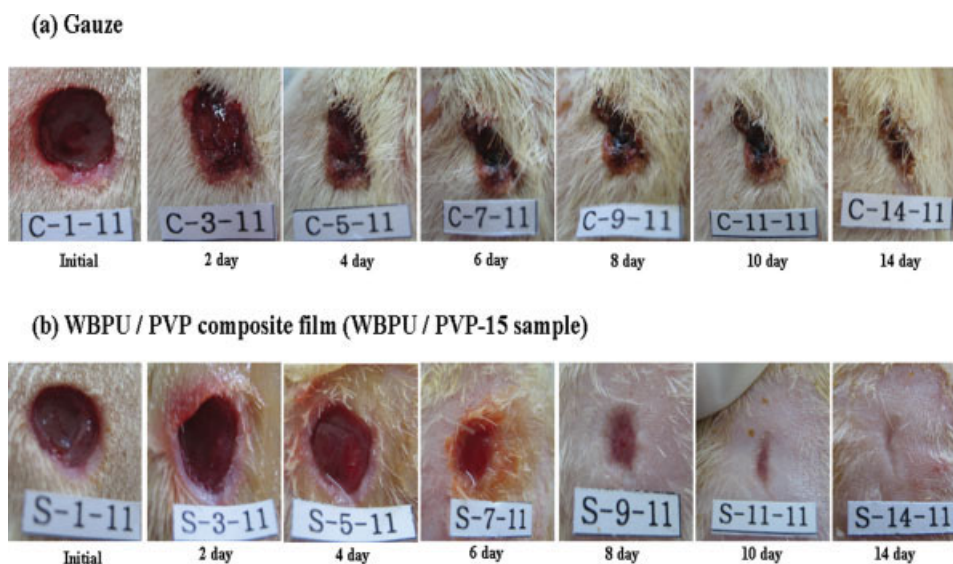 (a) Gauze
C-1-11 C-3-11 C-5-11 C-7-11 C-9-11 C-11-11 C-14-11
Initial 2 day 4 day 6 day 8 day 10 day 14 day
(b) WBPU / PVP composite film (WBPU / PVP-15 sample)
S-1-11 S-3-11 S-5-11 S-7-11 S-9-11 S-11-11 S-14-11
Initial 2 day 4 day 6 day 8 day 10 day 14 day